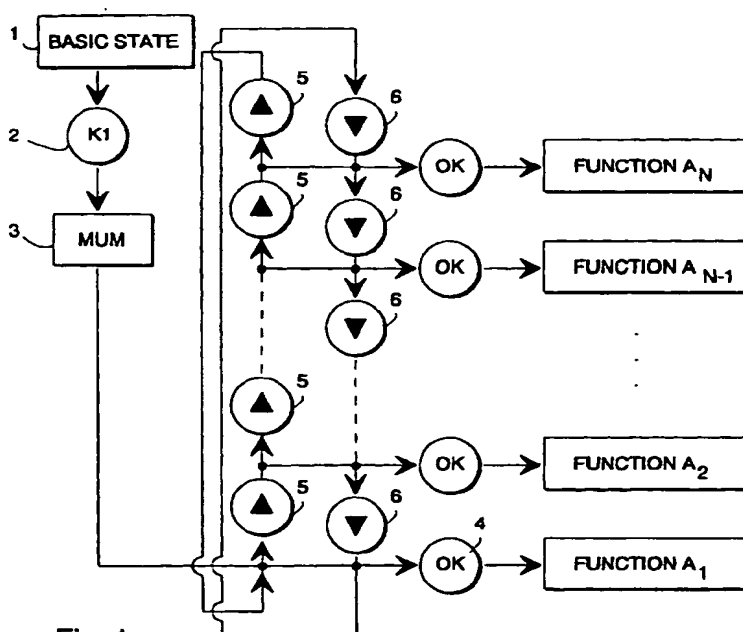 1 BASIC STATE
5
6
2 K1
OK FUNCTION A_N
5
6
3 MUM
OK FUNCTION A_{N-1}
6
5
OK FUNCTION A_2
5
6
4
OK FUNCTION A_1